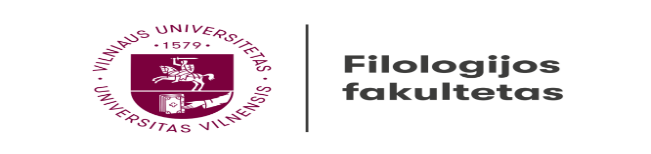 VILNIAUS UNIVERSITETAS
· 1579 ·
UNIVERSITAS VILNENSIS
Filologijos
fakultetas